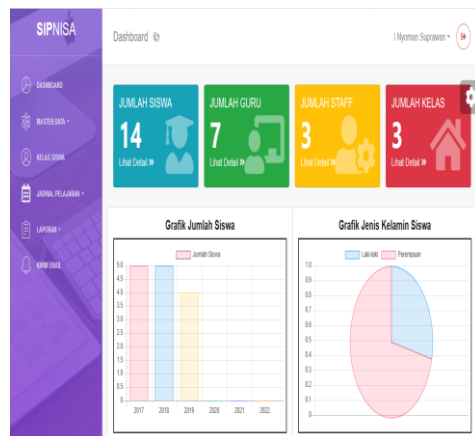 SIPNISA
Dashboard
I Nyoman Suprawan
DASHBOARD
MASTER DATA
KELAS SISWA
JADWAL PELAJARAN
LAPORAN
KIRIM EMAIL
JUMLAH SISWA
14
Lihat Detail »
JUMLAH GURU
7
Lihat Detail »
JUMLAH STAFF
3
Lihat Detail »
JUMLAH KELAS
3
Lihat Detail »
Grafik Jumlah Siswa
Jumlah Siswa
5.0
4.5
4.0
3.5
3.0
2.5
2.0
1.5
1.0
0.5
0
2017 2018 2019 2020 2021 2022
Grafik Jenis Kelamin Siswa
Laki-laki Perempuan
1.0
0.9
0.8
0.7
0.6
0.5
0.4
0.3
0.2
0.1
0